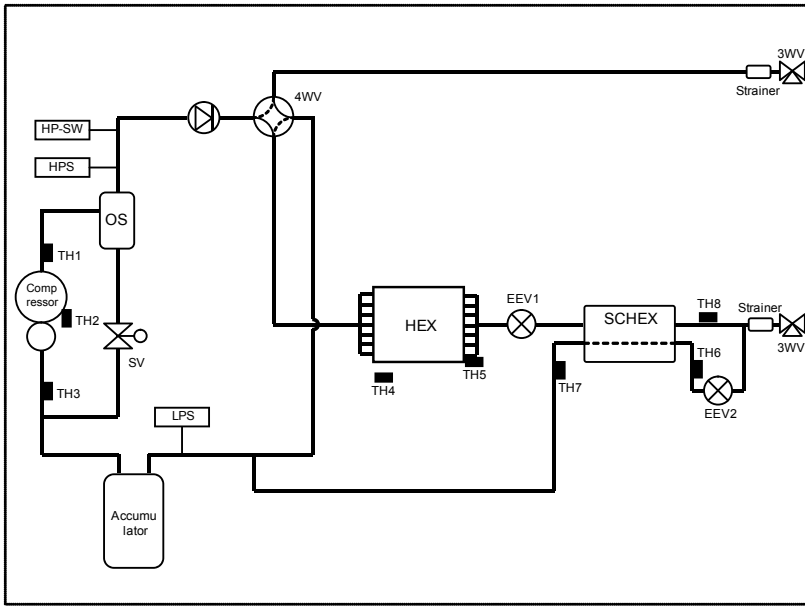 3WV
Strainer
4WV
HP-SW
HPS
OS
TH1
Comp
ressor
TH2
SV
TH3
LPS
Accumu
lator
HEX
TH4
TH5
EEV1
SCHEX
TH8
Strainer
3WV
TH6
TH7
EEV2